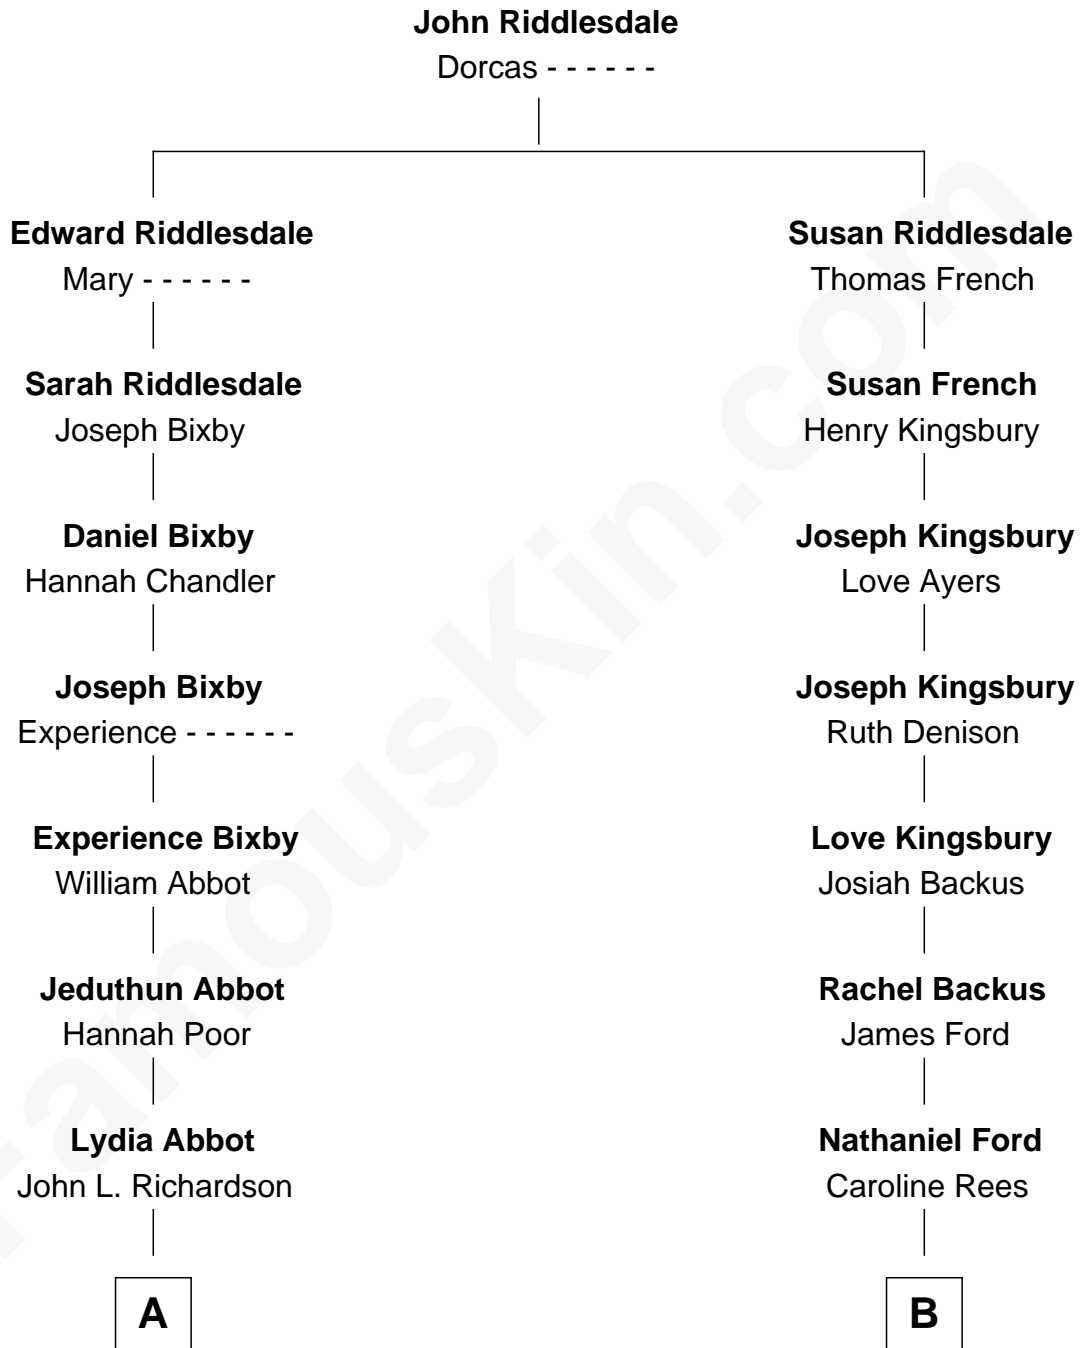 John Riddlesdale
Dorcas - - - - - -
Edward Riddlesdale
Mary - - - - - -
Susan Riddlesdale
Thomas French
Sarah Riddlesdale
Joseph Bixby
Susan French
Henry Kingsbury
Daniel Bixby
Hannah Chandler
Joseph Kingsbury
Love Ayers
Joseph Bixby
Experience - - - - - -
Joseph Kingsbury
Ruth Denison
Experience Bixby
William Abbot
Love Kingsbury
Josiah Backus
Jeduthun Abbot
Hannah Poor
Rachel Backus
James Ford
Lydia Abbot
John L. Richardson
Nathaniel Ford
Caroline Rees
A
B
FamousKin.com